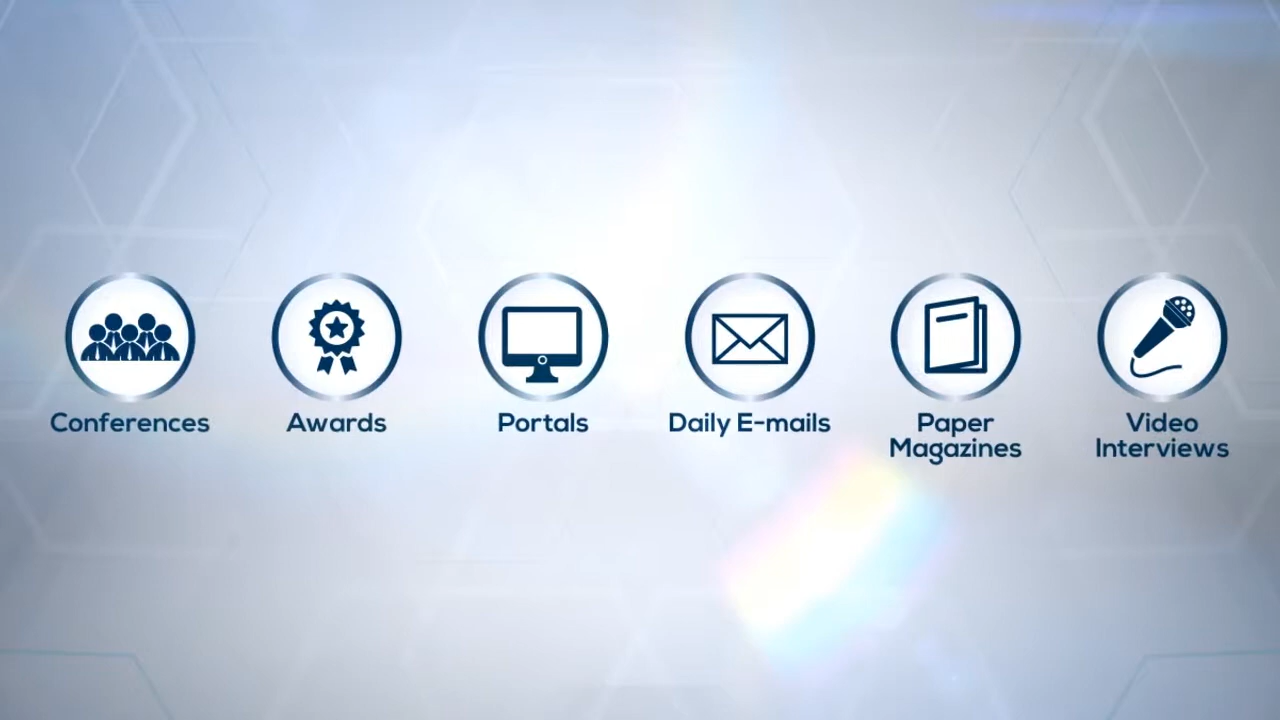 Conferences
Awards
Portals
Daily E-mails
Paper
Magazines
Video
Interviews